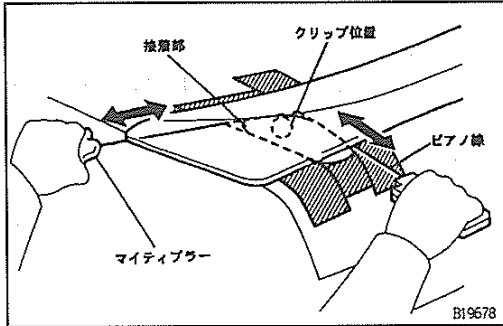 クリップ位置
接着部
ピアノ線
マイティプラー
B19678